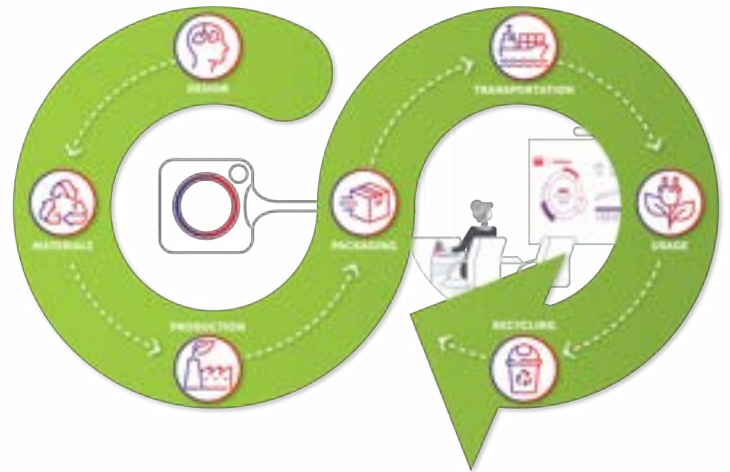 DESIGN
MATERIALS
PRODUCTION
PACKAGING
TRANSPORTATION
USAGE
RECYCLING